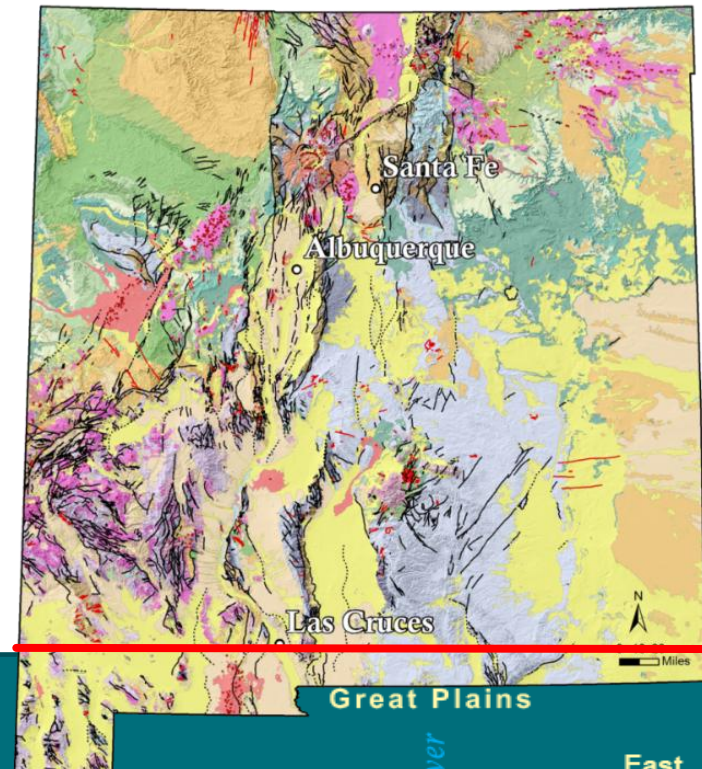 Santa Fe
Albuquerque
Las Cruces
N
Miles
Great Plains
ver
East